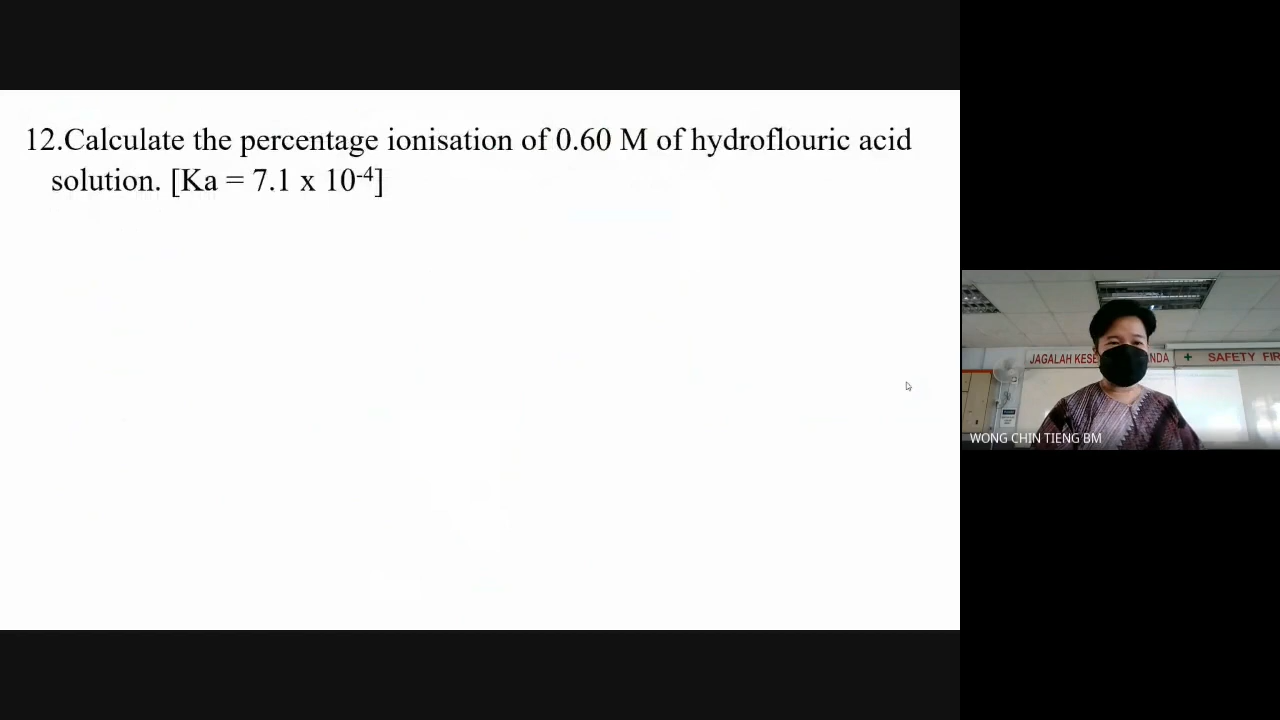 12.Calculate the percentage ionisation of 0.60 M of hydroflouric acid
solution. [Ka = 7.1 x 10⁻⁴]
JAGALAH KESE NDA
+ SAFETY FIR
WONG CHIN TIENG BM